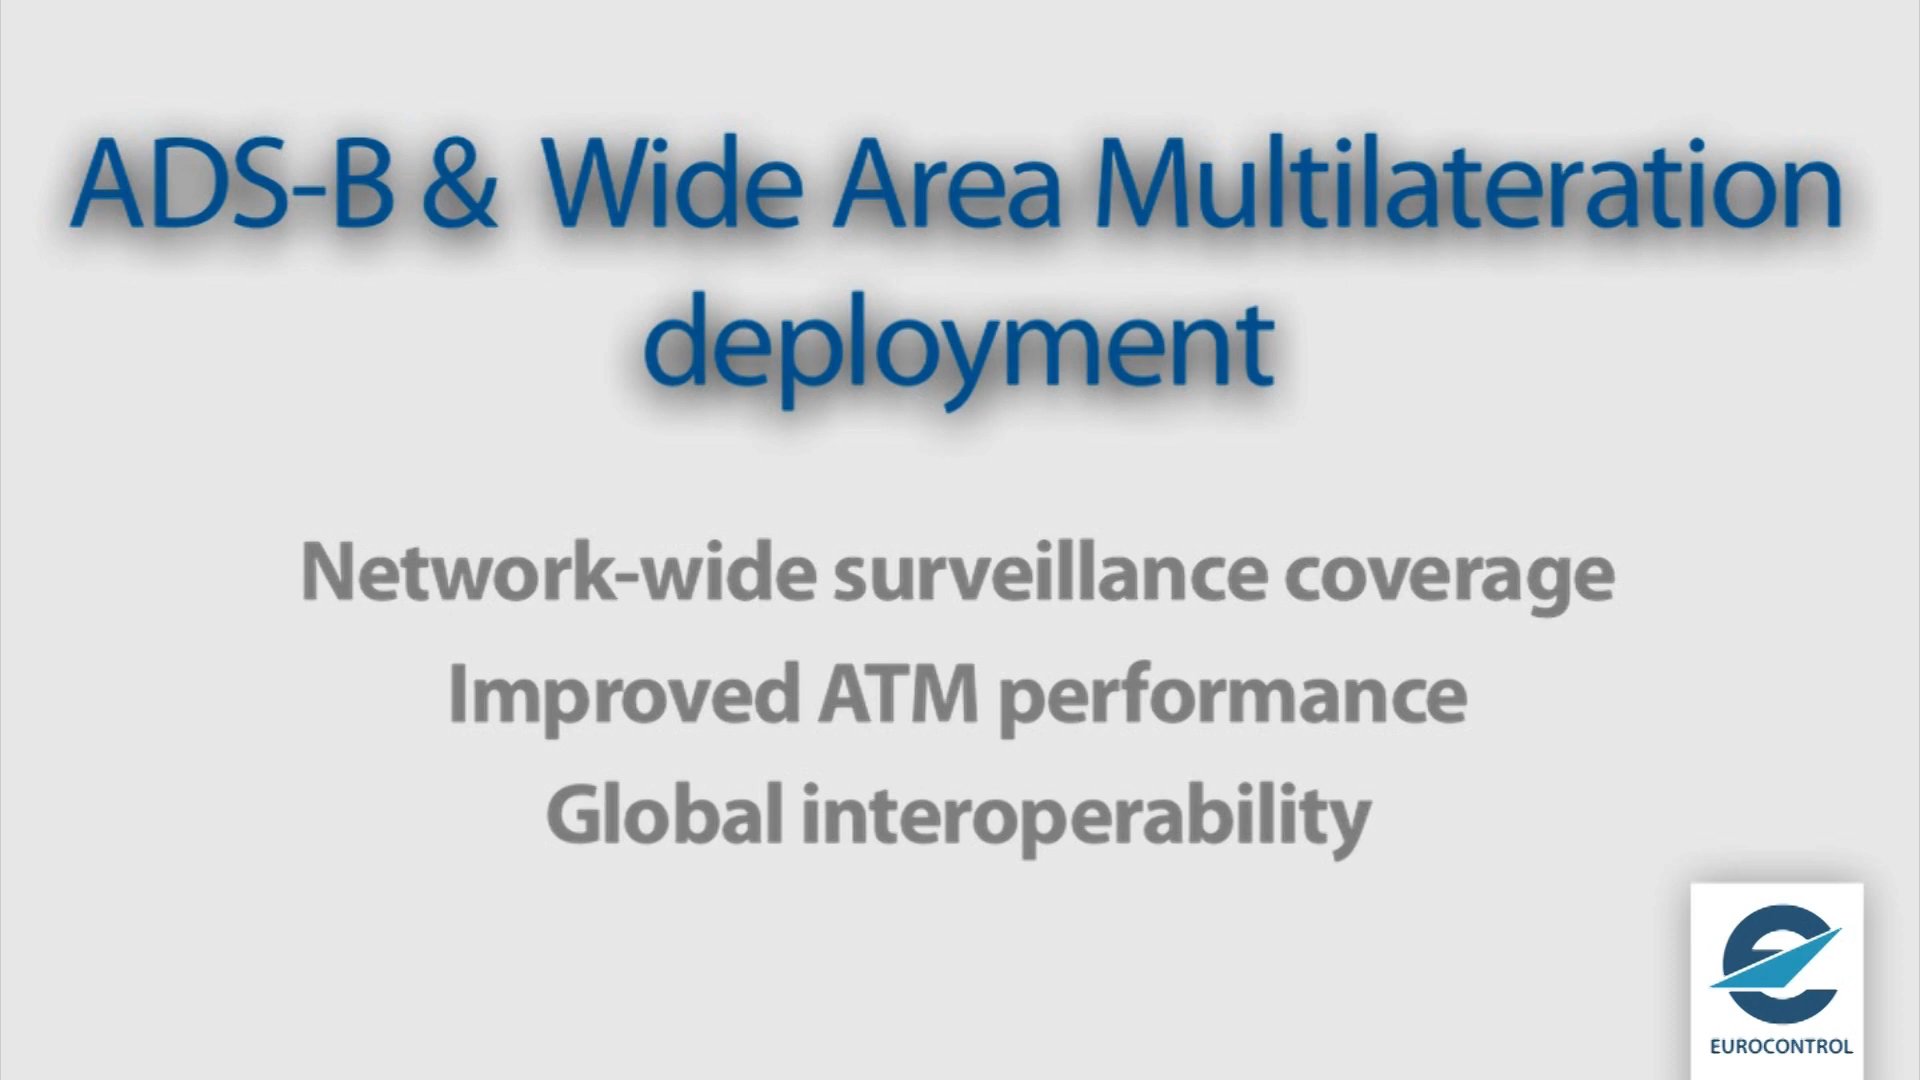 ADS-B & Wide Area Multilateration
deployment
Network-wide surveillance coverage
Improved ATM performance
Global interoperability
EUROCONTROL